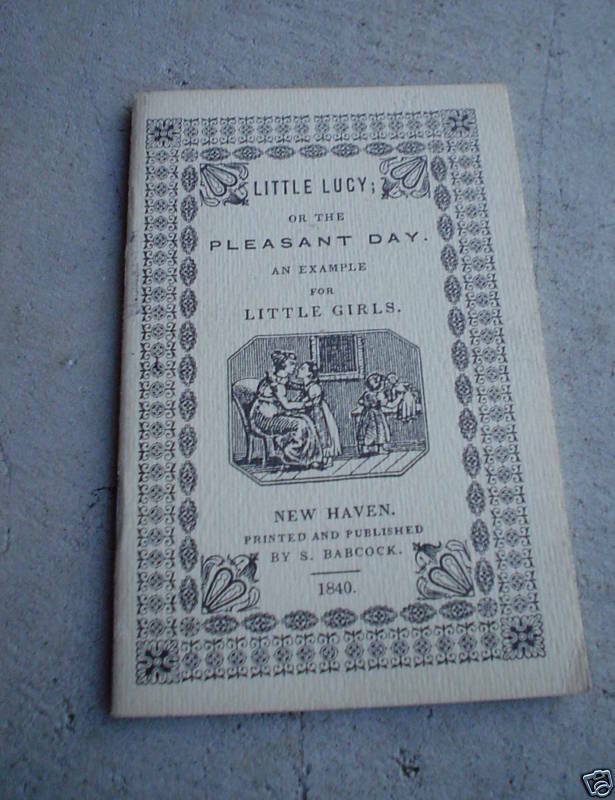 LITTLE LUCY;
OR THE
PLEASANT DAY.
AN EXAMPLE
FOR
LITTLE GIRLS.
NEW HAVEN.
PRINTED AND PUBLISHED
BY S. BABCOCK.
1840.